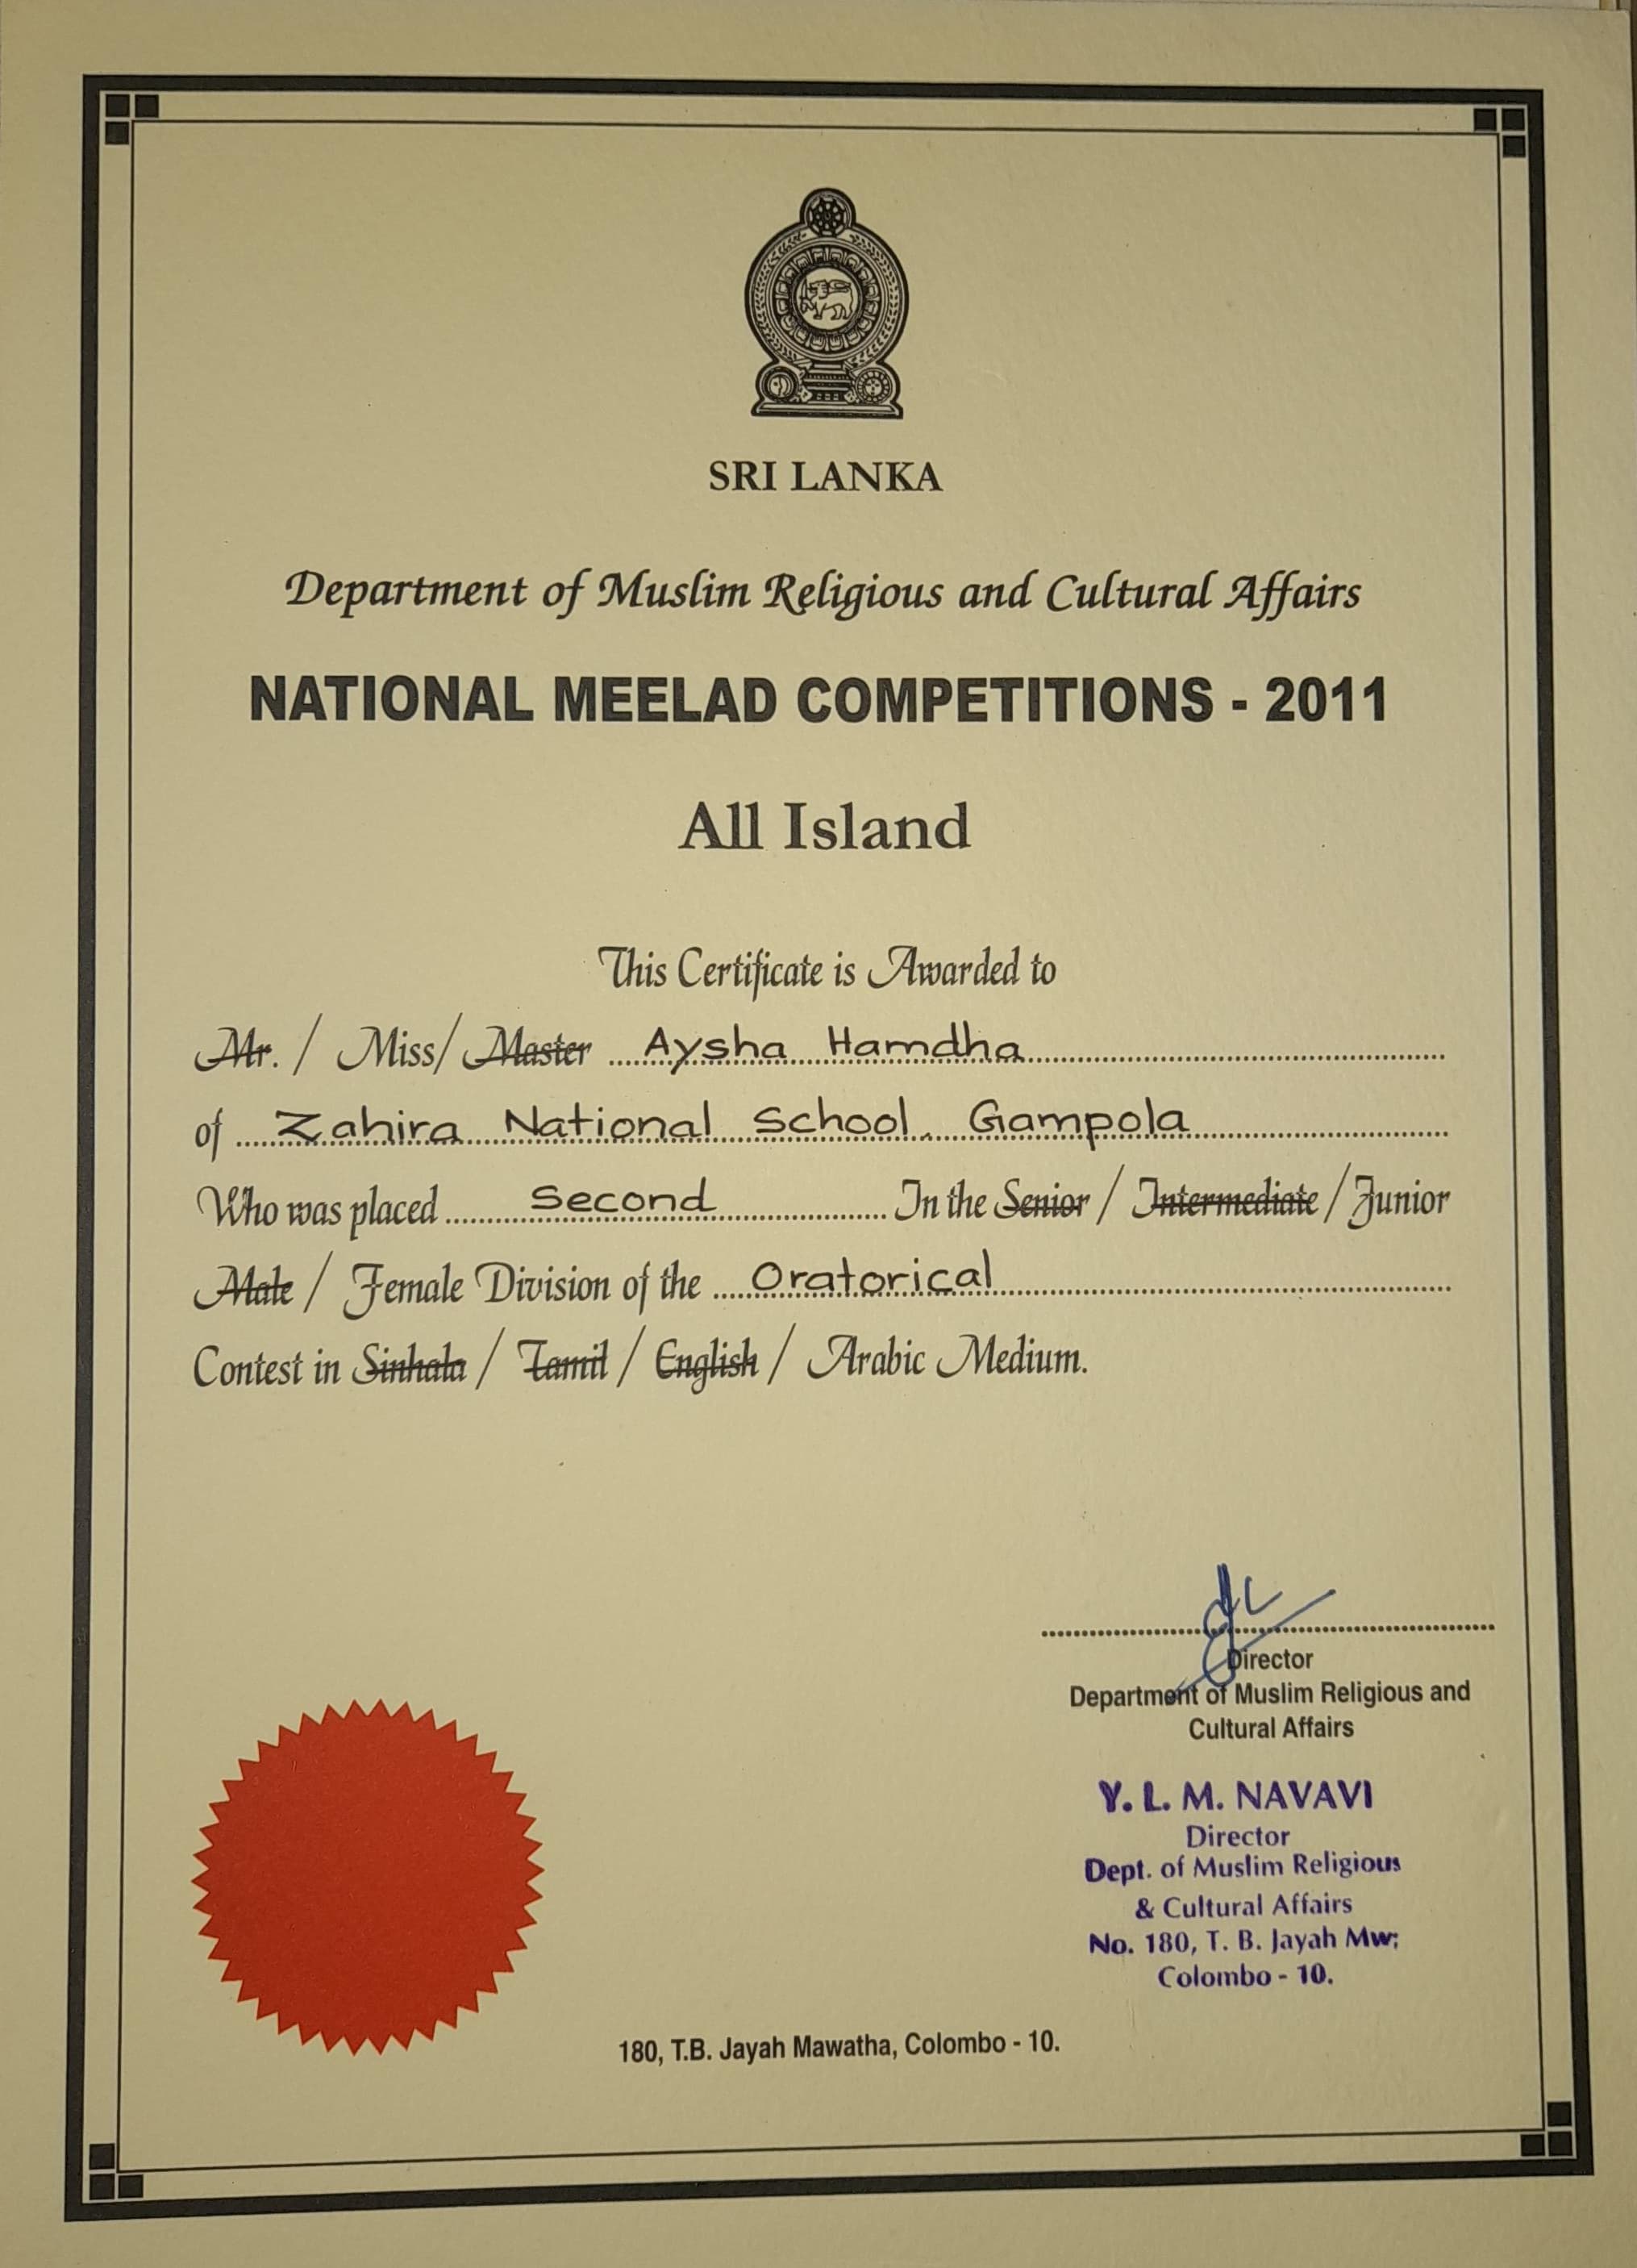 SRI LANKA
Department of Muslim Religious and Cultural Affairs
NATIONAL MEELAD COMPETITIONS - 2011
All Island
This Certificate is Awarded to
Mr. / Miss/ Master ....Aysha Hamdha....
of ....Zahira National School, Gampola....
Who was placed ....Second.... In the Senior / Intermediate / Junior
Male / Female Division of the ....Oratorical....
Contest in Sinhala / Tamil / English / Arabic Medium.
Director
Department of Muslim Religious and
Cultural Affairs
Y. L. M. NAVAVI
Director
Dept. of Muslim Religious
& Cultural Affairs
No. 180, T. B. Jayah Mw;
Colombo - 10.
180, T.B. Jayah Mawatha, Colombo - 10.